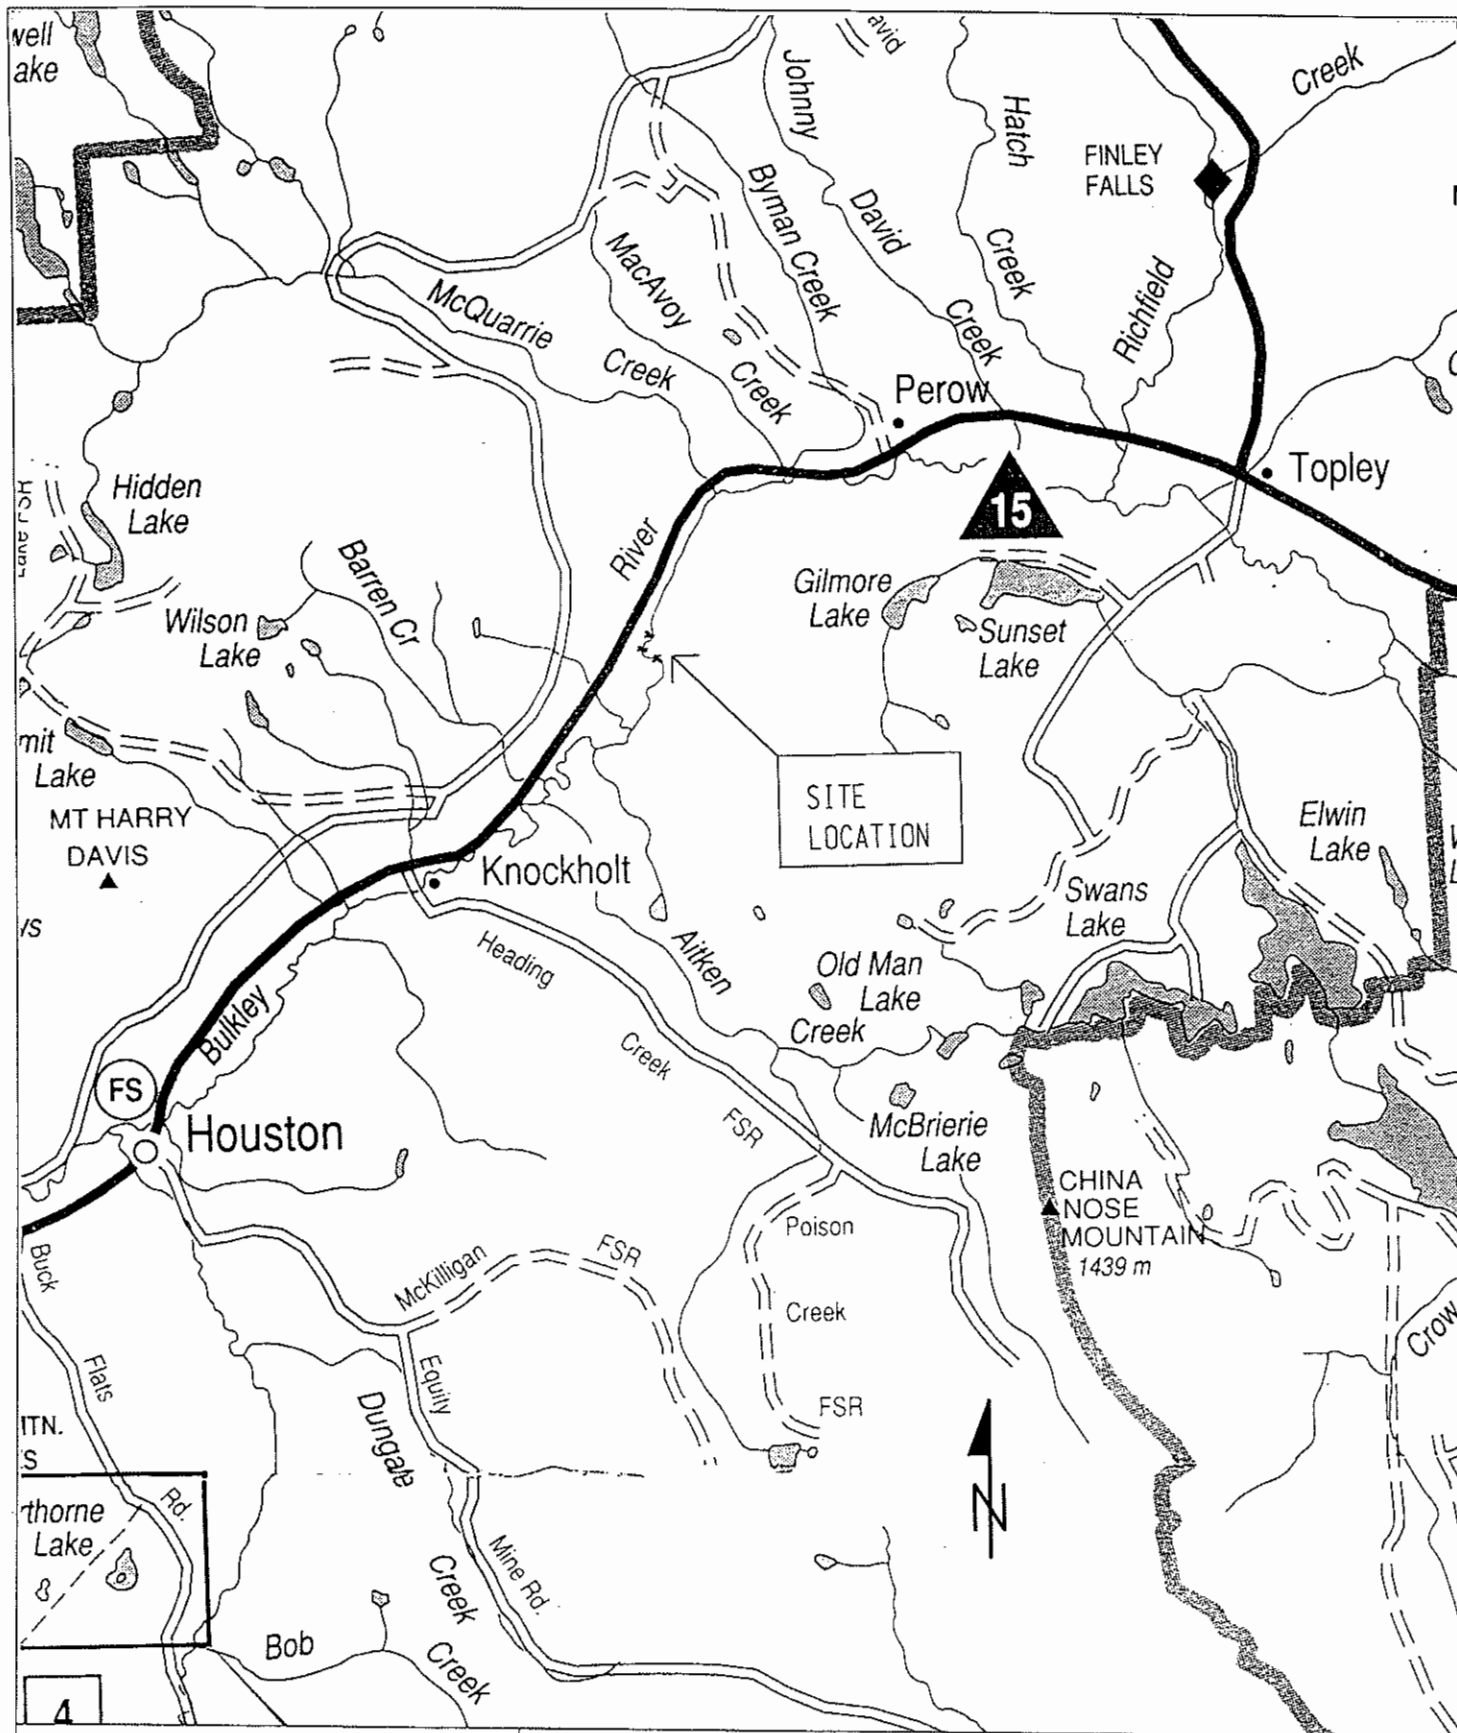 well
ake
avid
Johnny
Hatch
Creek
FINLEY
FALLS
Byman Creek
David
MacAvoy
Creek
Richfield
McQuarrie
Creek
Creek
Creek
Perow
Topley
Hidden
Lake
Lake FSR
15
River
Barren Cr
Gilmore
Lake
Wilson
Lake
Sunset
Lake
mit
Lake
SITE
LOCATION
MT HARRY
DAVIS
Elwin
Lake
Knockholt
Swans
Lake
Heading
Aitken
Old Man
Lake
Creek
Bulkley
Creek
FS
FSR
McBrierie
Lake
Houston
CHINA
NOSE
MOUNTAIN
1439 m
Poison
Buck
McKilligan
FSR
Creek
Crow
Flats
Equity
Dungate
FSR
MTN.
S
N
thorne
Lake
Rd.
Mine Rd.
Creek
Bob
Creek
4